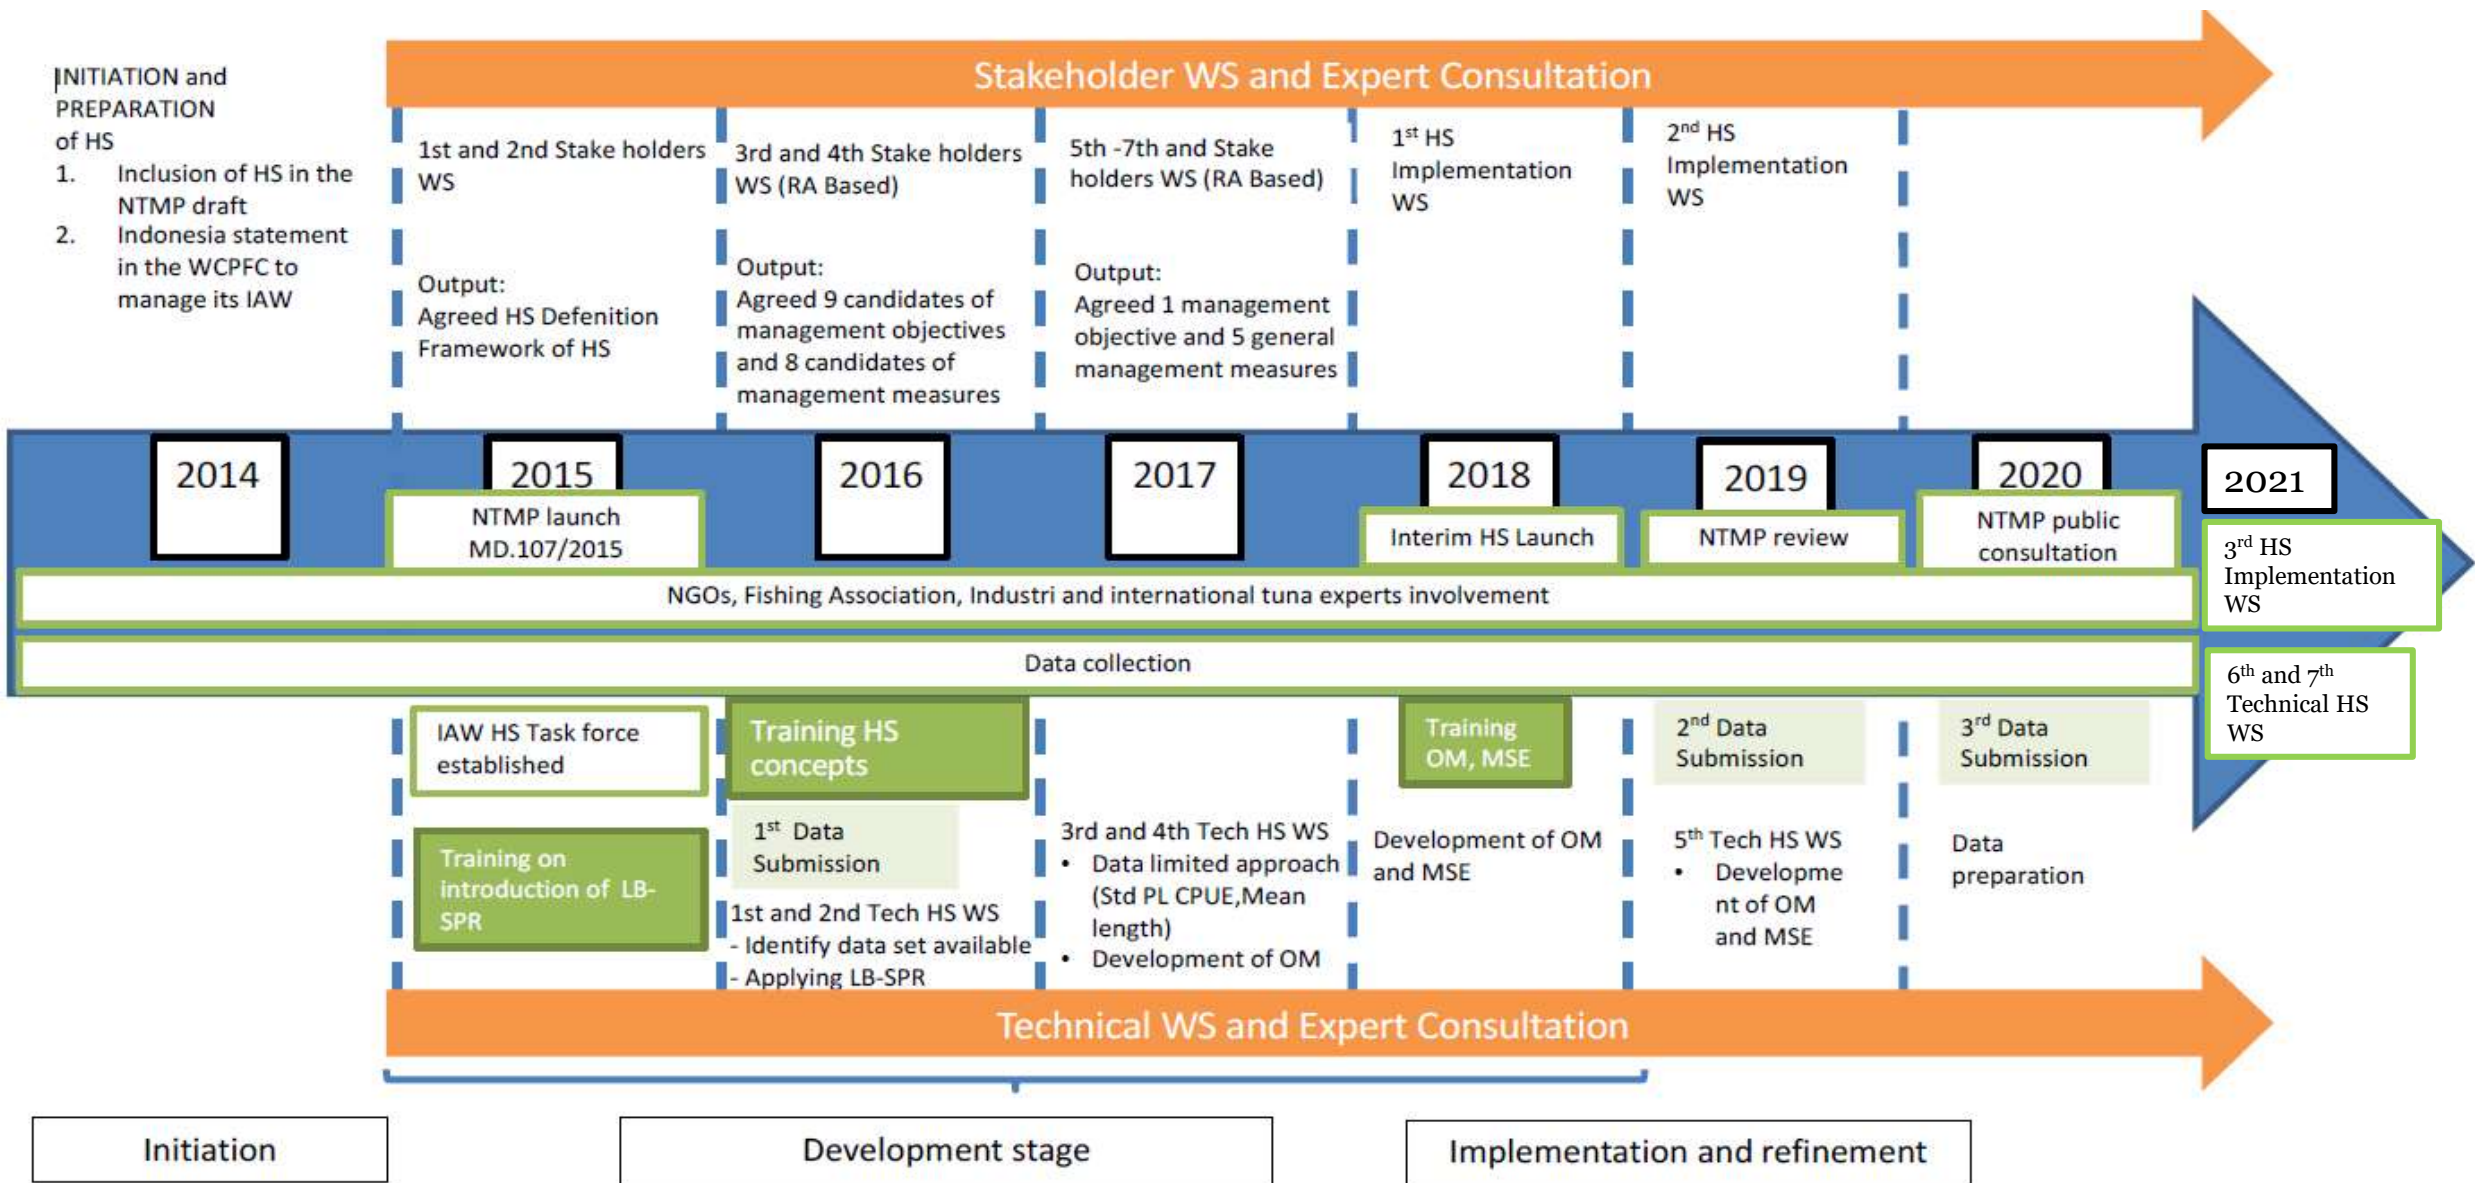 Stakeholder WS and Expert Consultation
INITIATION and
PREPARATION
of HS
1. Inclusion of HS in the
NTMP draft
2. Indonesia statement
in the WCPFC to
manage its IAW
1st and 2nd Stake holders
WS
Output:
Agreed HS Defenition
Framework of HS
3rd and 4th Stake holders
WS (RA Based)
Output:
Agreed 9 candidates of
management objectives
and 8 candidates of
management measures
5th -7th and Stake
holders WS (RA Based)
Output:
Agreed 1 management
objective and 5 general
management measures
1st HS
Implementation
WS
2nd HS
Implementation
WS
2014
2015
2016
2017
2018
2019
2020
2021
NTMP launch
MD.107/2015
Interim HS Launch
NTMP review
NTMP public
consultation
3rd HS
Implementation
WS
NGOs, Fishing Association, Industri and international tuna experts involvement
Data collection
6th and 7th
Technical HS
WS
IAW HS Task force
established
Training on
introduction of LB-
SPR
Training HS
concepts
1st Data
Submission
1st and 2nd Tech HS WS
- Identify data set available
- Applying LB-SPR
3rd and 4th Tech HS WS
• Data limited approach
(Std PL CPUE,Mean
length)
• Development of OM
Training
OM, MSE
Development of OM
and MSE
2nd Data
Submission
5th Tech HS WS
• Developme
nt of OM
and MSE
3rd Data
Submission
Data
preparation
Technical WS and Expert Consultation
Initiation
Development stage
Implementation and refinement